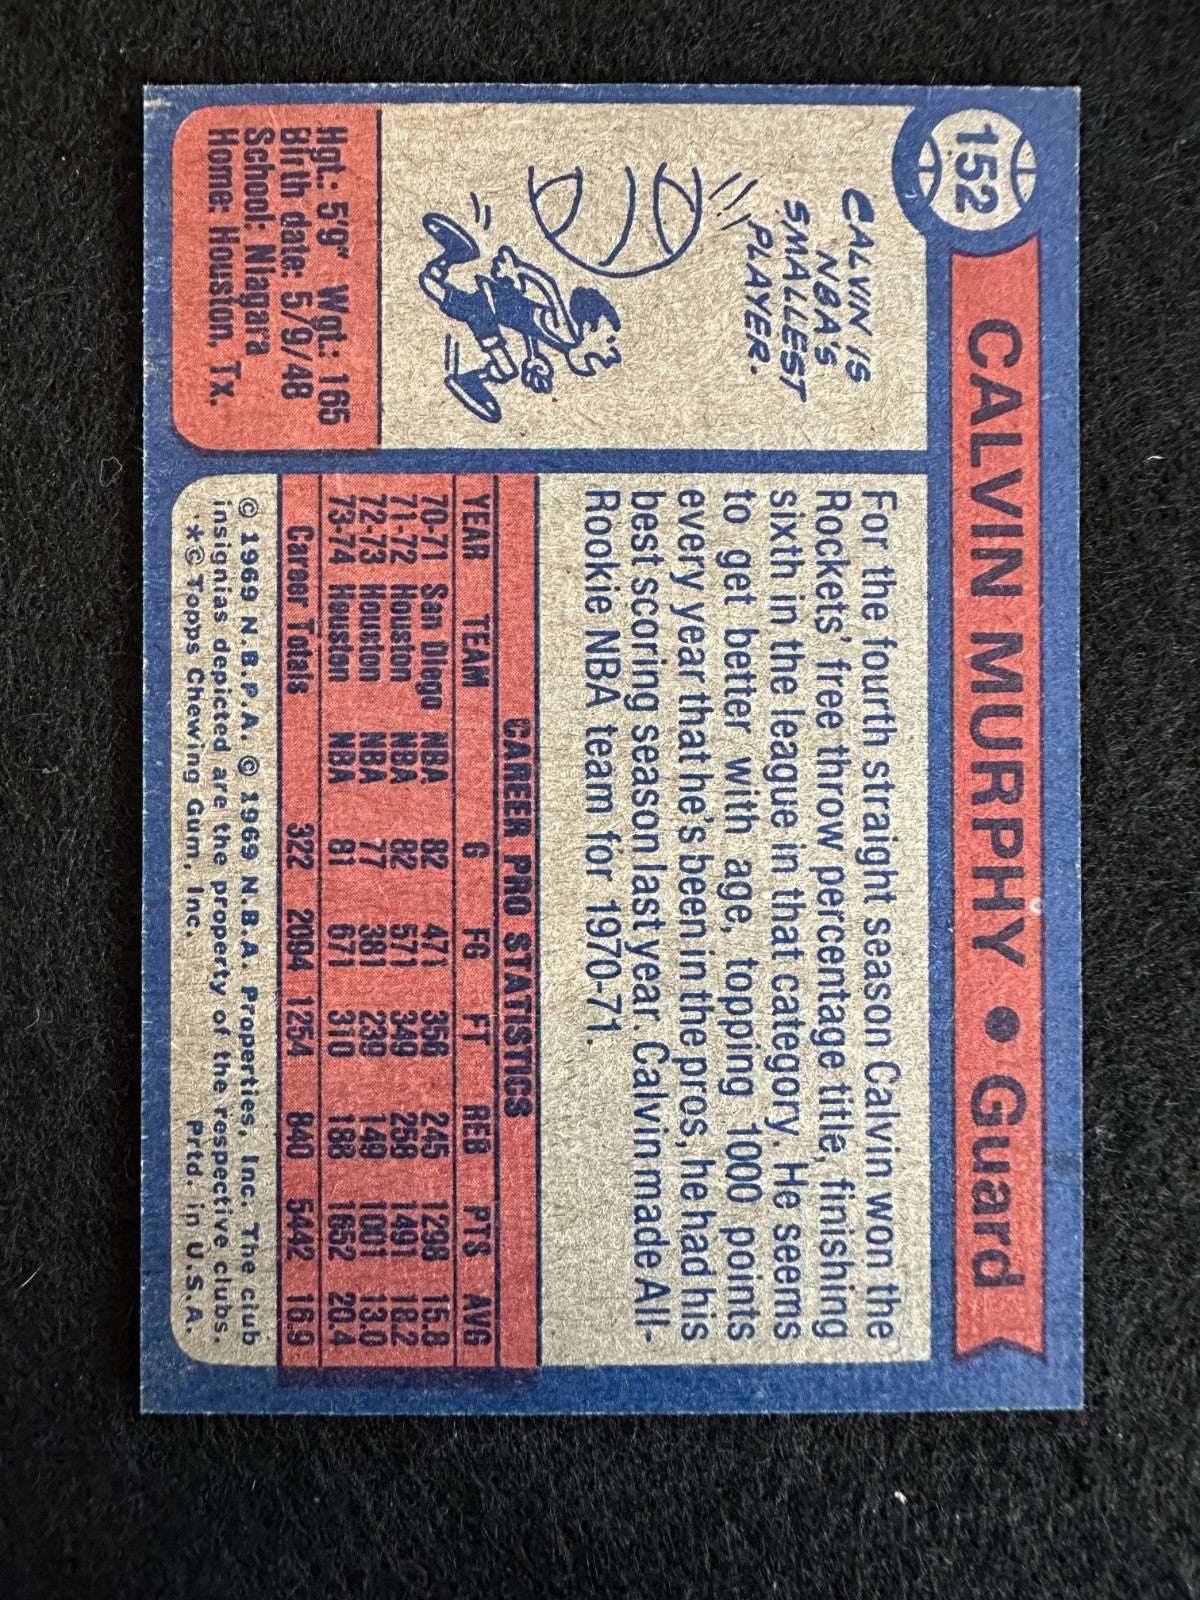 152
CALVIN MURPHY • Guard
CALVIN IS
NBA'S
SMALLEST
PLAYER.
Hgt.: 5'9" Wgt.: 165
Birth date: 5/9/48
School: Niagara
Home: Houston, Tx.
For the fourth straight season Calvin won the
Rockets' free throw percentage title, finishing
sixth in the league in that category. He seems
to get better with age, topping 1000 points
every year that he's been in the pros, he had his
best scoring season last year. Calvin made All-
Rookie NBA team for 1970-71.
CAREER PRO STATISTICS
YEAR TEAM G FG FT REB PTS AVG
70-71 San Diego NBA 82 471 356 245 1298 15.8
71-72 Houston NBA 82 571 349 258 1491 18.2
72-73 Houston NBA 77 381 239 149 1001 13.0
73-74 Houston NBA 81 671 310 188 1652 20.4
Career Totals 322 2094 1254 840 5442 16.9
© 1969 N.B.P.A. © 1969 N.B.A. Properties, Inc. The club
insignias depicted are the property of the respective clubs.
*© Topps Chewing Gum, Inc. Prtd. in U.S.A.